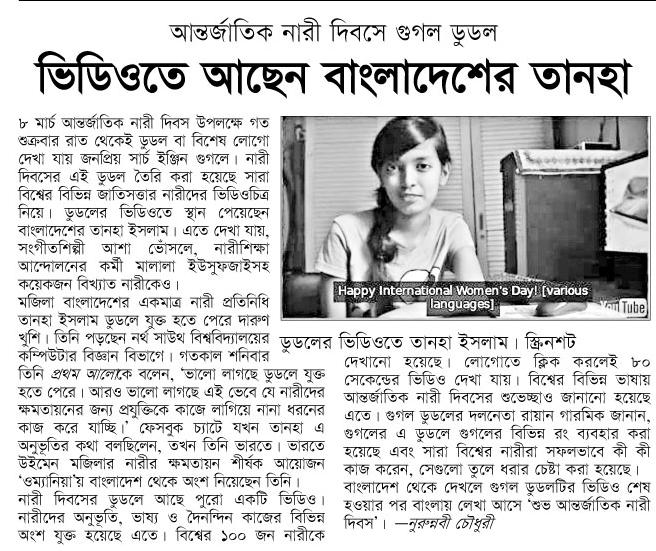 আন্তর্জাতিক নারী দিবসে গুগল ডুডল
ভিডিওতে আছেন বাংলাদেশের তানহা
৮ মার্চ আন্তর্জাতিক নারী দিবস উপলক্ষে গত
শুক্রবার রাত থেকেই ডুডল বা বিশেষ লোগো
দেখা যায় জনপ্রিয় সার্চ ইঞ্জিন গুগলে। নারী
দিবসের এই ডুডল তৈরি করা হয়েছে সারা
বিশ্বের বিভিন্ন জাতিসত্তার নারীদের ভিডিওচিত্র
নিয়ে। ডুডলের ভিডিওতে স্থান পেয়েছেন
বাংলাদেশের তানহা ইসলাম। এতে দেখা যায়,
সংগীতশিল্পী আশা ভোঁসলে, নারীশিক্ষা
আন্দোলনের কর্মী মালালা ইউসুফজাইসহ
কয়েকজন বিখ্যাত নারীকেও।
মজিলা বাংলাদেশের একমাত্র নারী প্রতিনিধি
তানহা ইসলাম ডুডলে যুক্ত হতে পেরে দারুণ
খুশি। তিনি পড়ছেন নর্থ সাউথ বিশ্ববিদ্যালয়ের
কম্পিউটার বিজ্ঞান বিভাগে। গতকাল শনিবার
তিনি প্রথম আলোকে বলেন, ‘ভালো লাগছে ডুডলে যুক্ত
হতে পেরে। আরও ভালো লাগছে এই ভেবে যে নারীদের
ক্ষমতায়নের জন্য প্রযুক্তিকে কাজে লাগিয়ে নানা ধরনের
কাজ করে যাচ্ছি।’ ফেসবুক চ্যাটে যখন তানহা এ
অনুভূতির কথা বলছিলেন, তখন তিনি ভারতে। ভারতে
উইমেন মজিলার নারীর ক্ষমতায়ন শীর্ষক আয়োজন
‘ওম্যানিয়া’য় বাংলাদেশ থেকে অংশ নিয়েছেন তিনি।
নারী দিবসের ডুডলে আছে পুরো একটি ভিডিও।
নারীদের অনুভূতি, ভাষ্য ও দৈনন্দিন কাজের বিভিন্ন
অংশ যুক্ত হয়েছে এতে। বিশ্বের ১০০ জন নারীকে
Happy International Women's Day! [various
languages]
You Tube
ডুডলের ভিডিওতে তানহা ইসলাম। স্ক্রিনশট
দেখানো হয়েছে। লোগোতে ক্লিক করলেই ৮০
সেকেন্ডের ভিডিও দেখা যায়। বিশ্বের বিভিন্ন ভাষায়
আন্তর্জাতিক নারী দিবসের শুভেচ্ছাও জানানো হয়েছে
এতে। গুগল ডুডলের দলনেতা রায়ান গারমিক জানান,
গুগলের এ ডুডলে গুগলের বিভিন্ন রং ব্যবহার করা
হয়েছে এবং সারা বিশ্বের নারীরা সফলভাবে কী কী
কাজ করেন, সেগুলো তুলে ধরার চেষ্টা করা হয়েছে।
বাংলাদেশ থেকে দেখলে গুগল ডুডলটির ভিডিও শেষ
হওয়ার পর বাংলায় লেখা আসে ‘শুভ আন্তর্জাতিক নারী
দিবস’। —নুরুন্নবী চৌধুরী